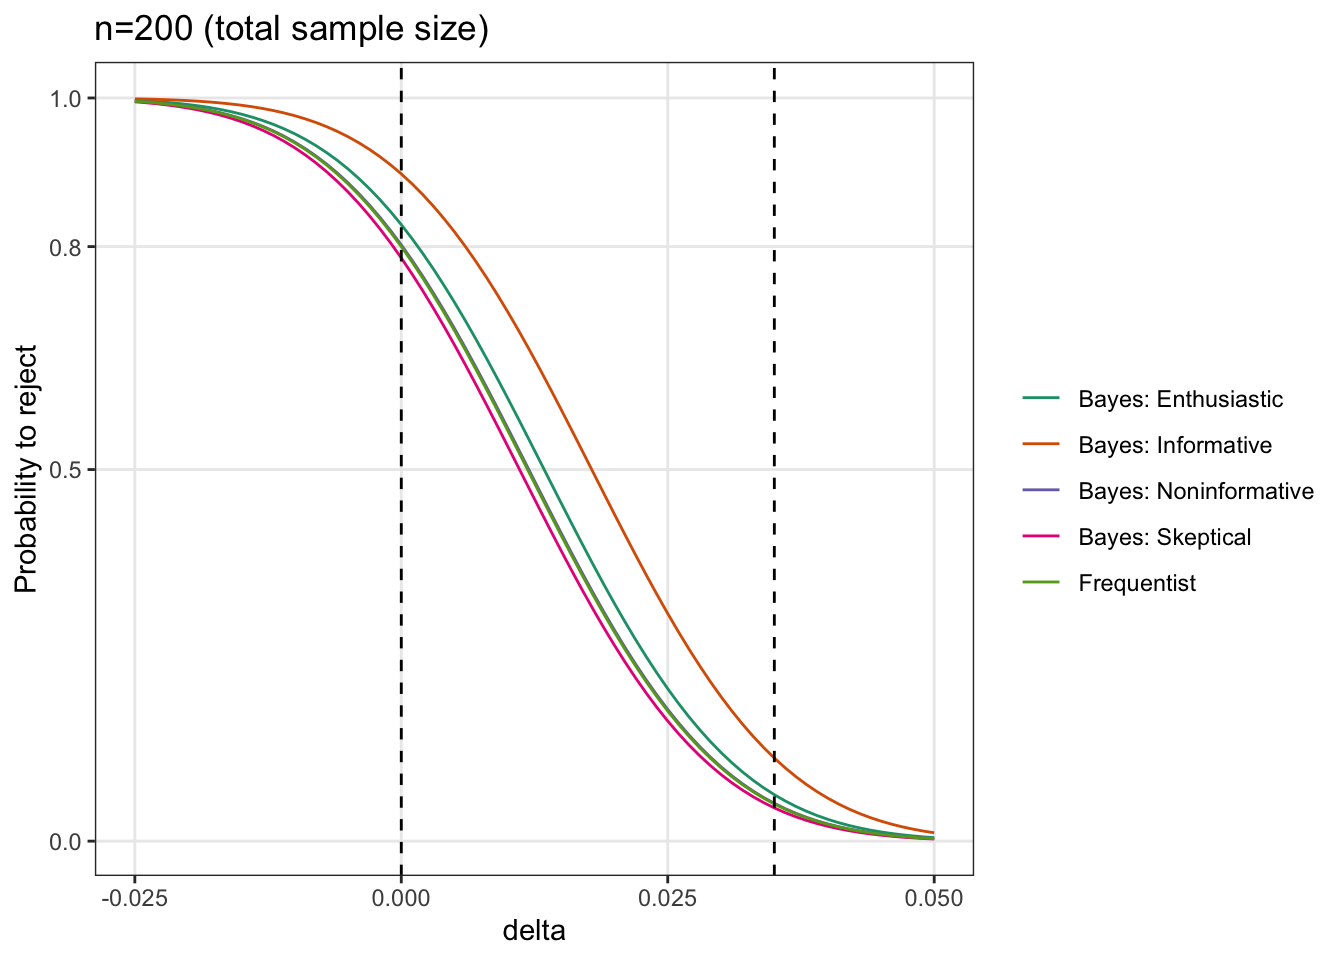 n=200 (total sample size)
Probability to reject
1.0
0.8
0.5
0.0
-0.025
0.000
0.025
0.050
delta
Bayes: Enthusiastic
Bayes: Informative
Bayes: Noninformative
Bayes: Skeptical
Frequentist